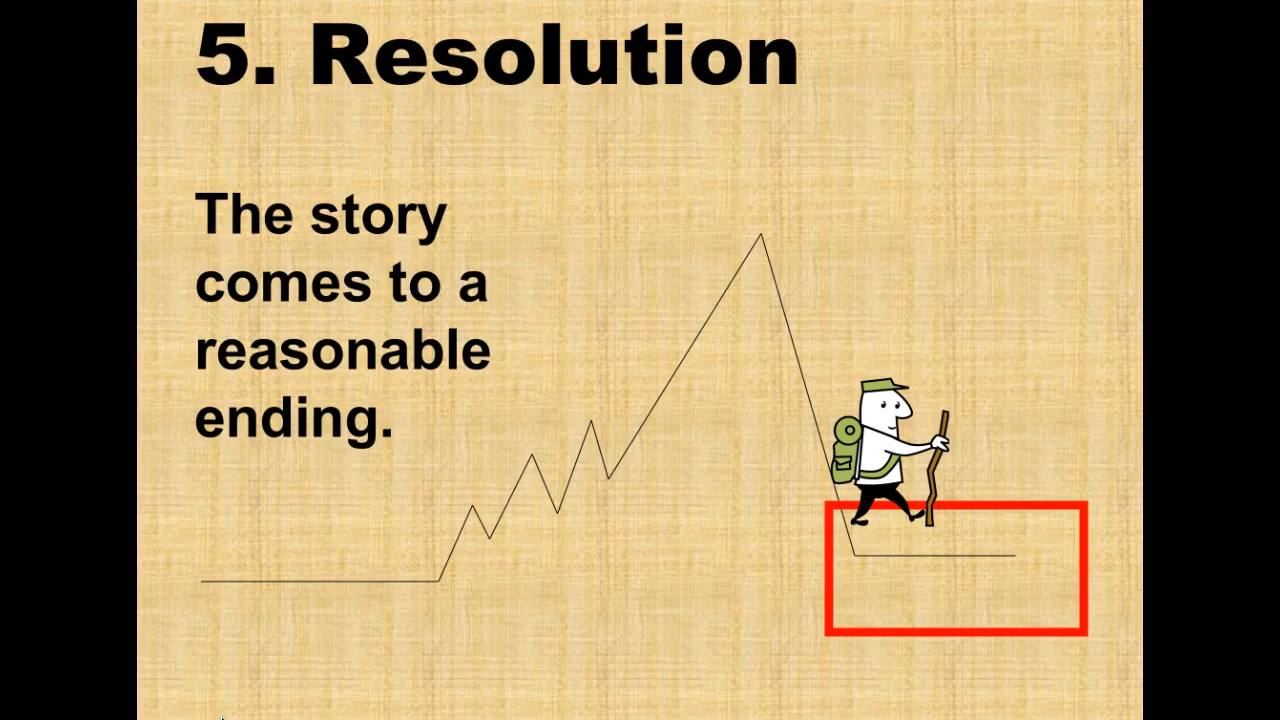 5. Resolution
The story
comes to a
reasonable
ending.